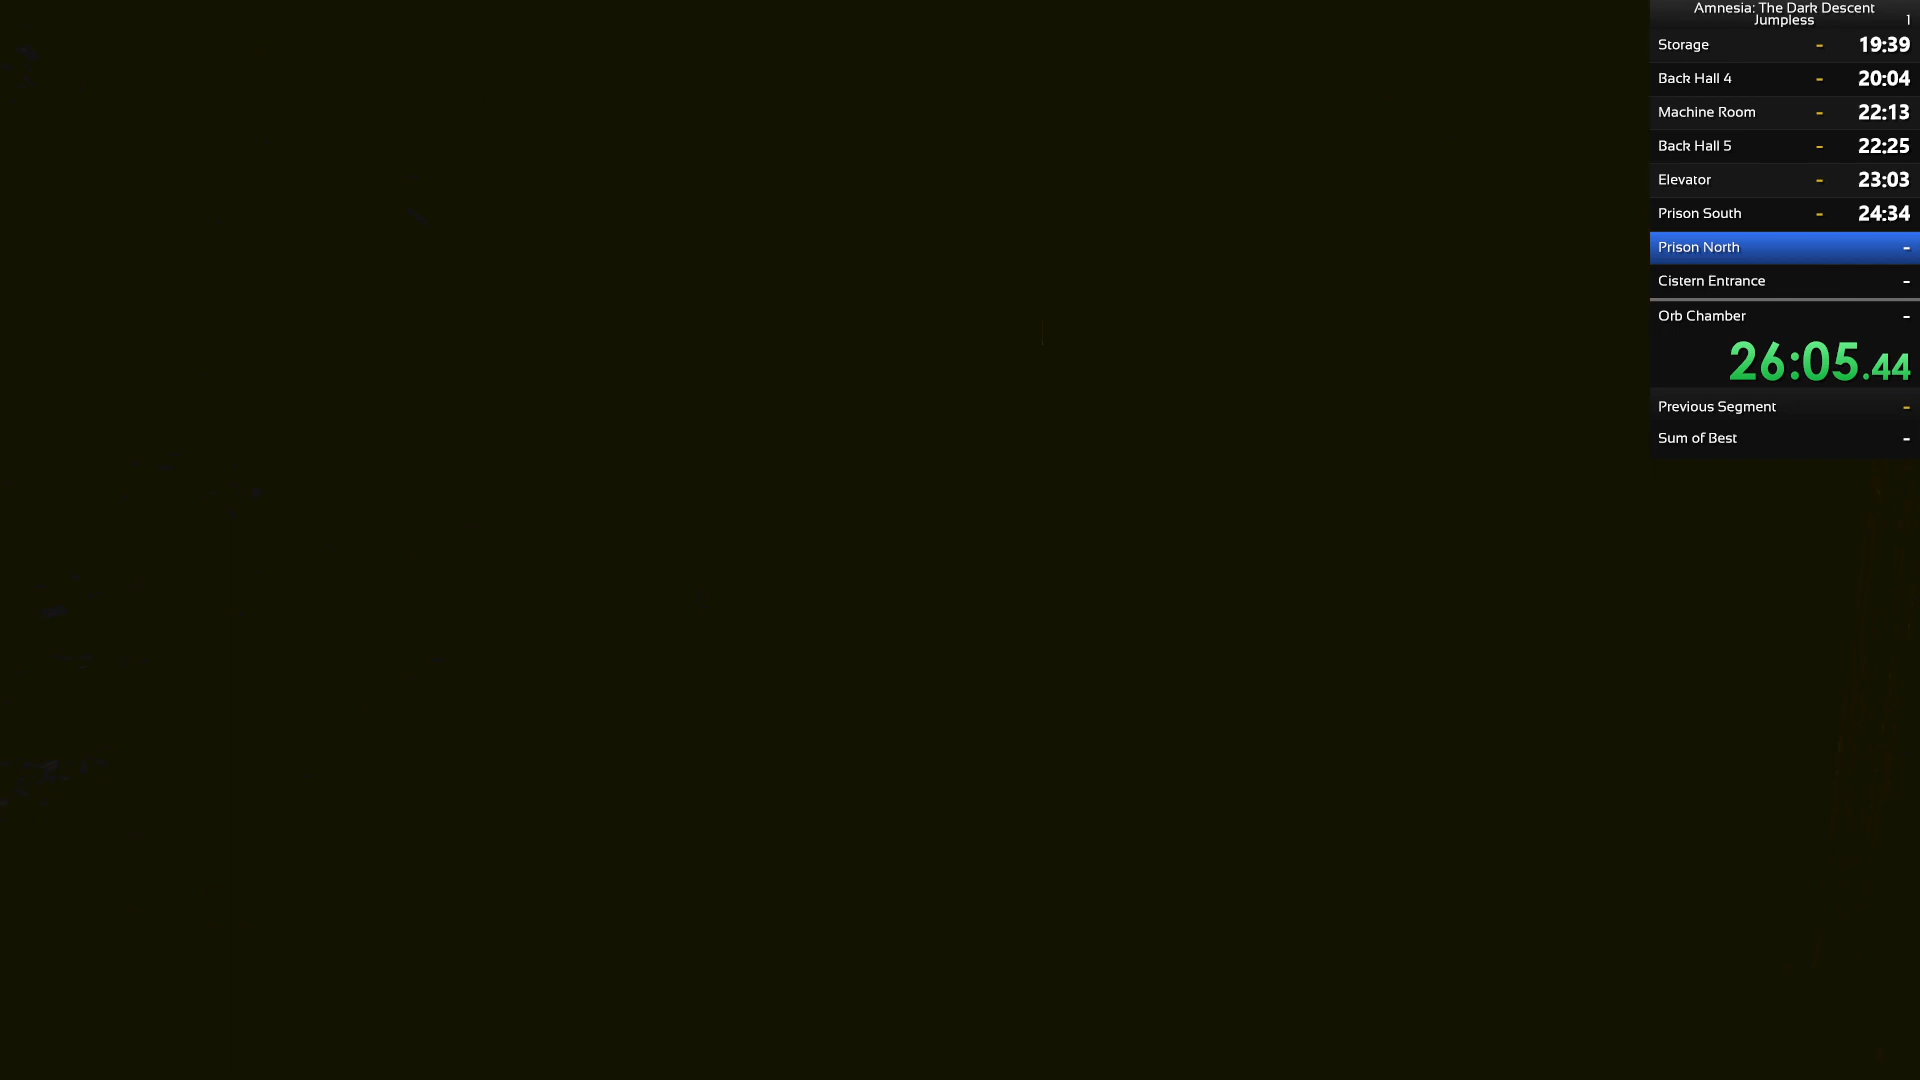 Amnesia: The Dark Descent
Jumpless 1
Storage - 19:39
Back Hall 4 - 20:04
Machine Room - 22:13
Back Hall 5 - 22:25
Elevator - 23:03
Prison South - 24:34
Prison North -
Cistern Entrance -
Orb Chamber -
26:05.44
Previous Segment -
Sum of Best -